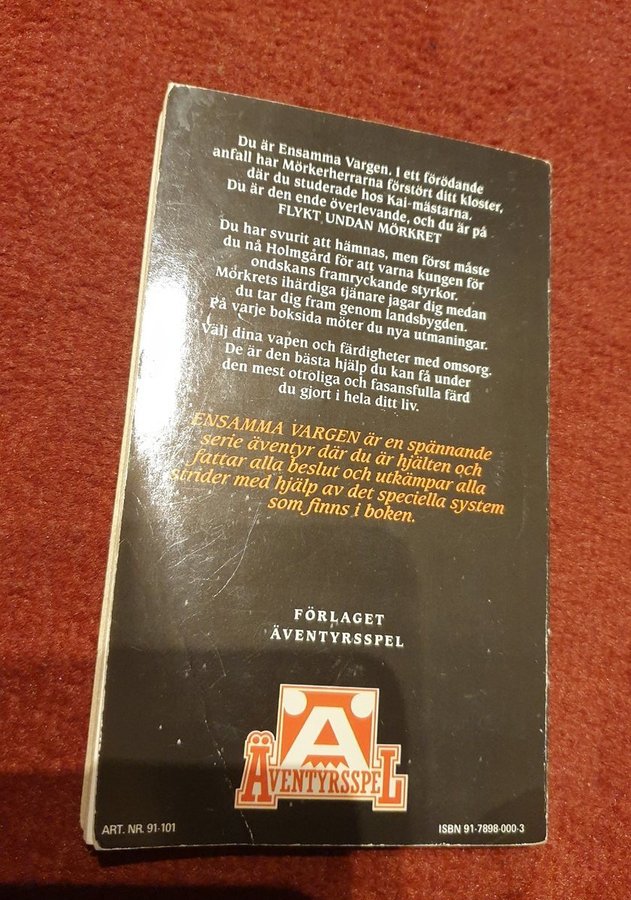 Du är Ensamma Vargen. I ett förödande
anfall har Mörkerherrarna förstört ditt kloster,
där du studerade hos Kai-mästarna.
Du är den ende överlevande, och du är på
FLYKT UNDAN MÖRKRET
Du har svurit att hämnas, men först måste
du nå Holmgård för att varna kungen för
ondskans framryckande styrkor.
Mörkrets ihärdiga tjänare jagar dig medan
du tar dig fram genom landsbygden.
På varje boksida möter du nya utmaningar.
Välj dina vapen och färdigheter med omsorg.
De är den bästa hjälp du kan få under
den mest otroliga och fasansfulla färd
du gjort i hela ditt liv.
ENSAMMA VARGEN är en spännande
serie äventyr där du är hjälten och
fattar alla beslut och utkämpar alla
strider med hjälp av det speciella system
som finns i boken.
FÖRLAGET
ÄVENTYRSSPEL
Ä
ÄVENTYRSSPEL
ART. NR. 91-101
ISBN 91-7898-000-3